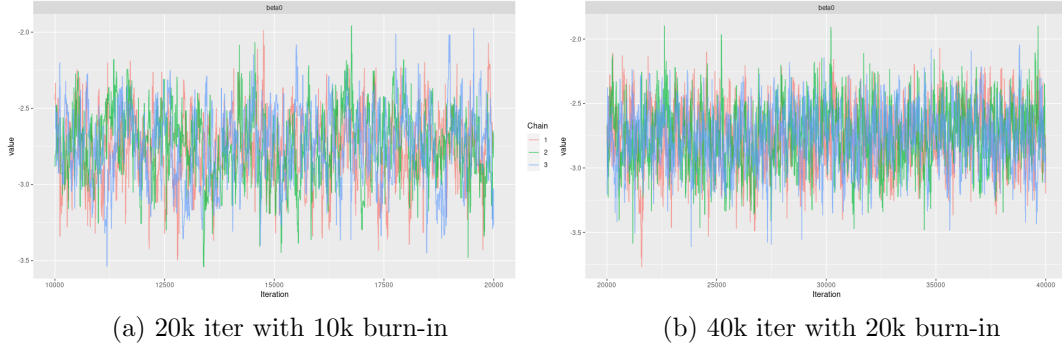 beta0
-2.0
-2.5
-3.0
-3.5
value
10000
12500
15000
17500
20000
Iteration
Chain
1
2
3
(a) 20k iter with 10k burn-in
beta0
-2.0
-2.5
-3.0
-3.5
value
20000
25000
30000
35000
40000
Iteration
(b) 40k iter with 20k burn-in